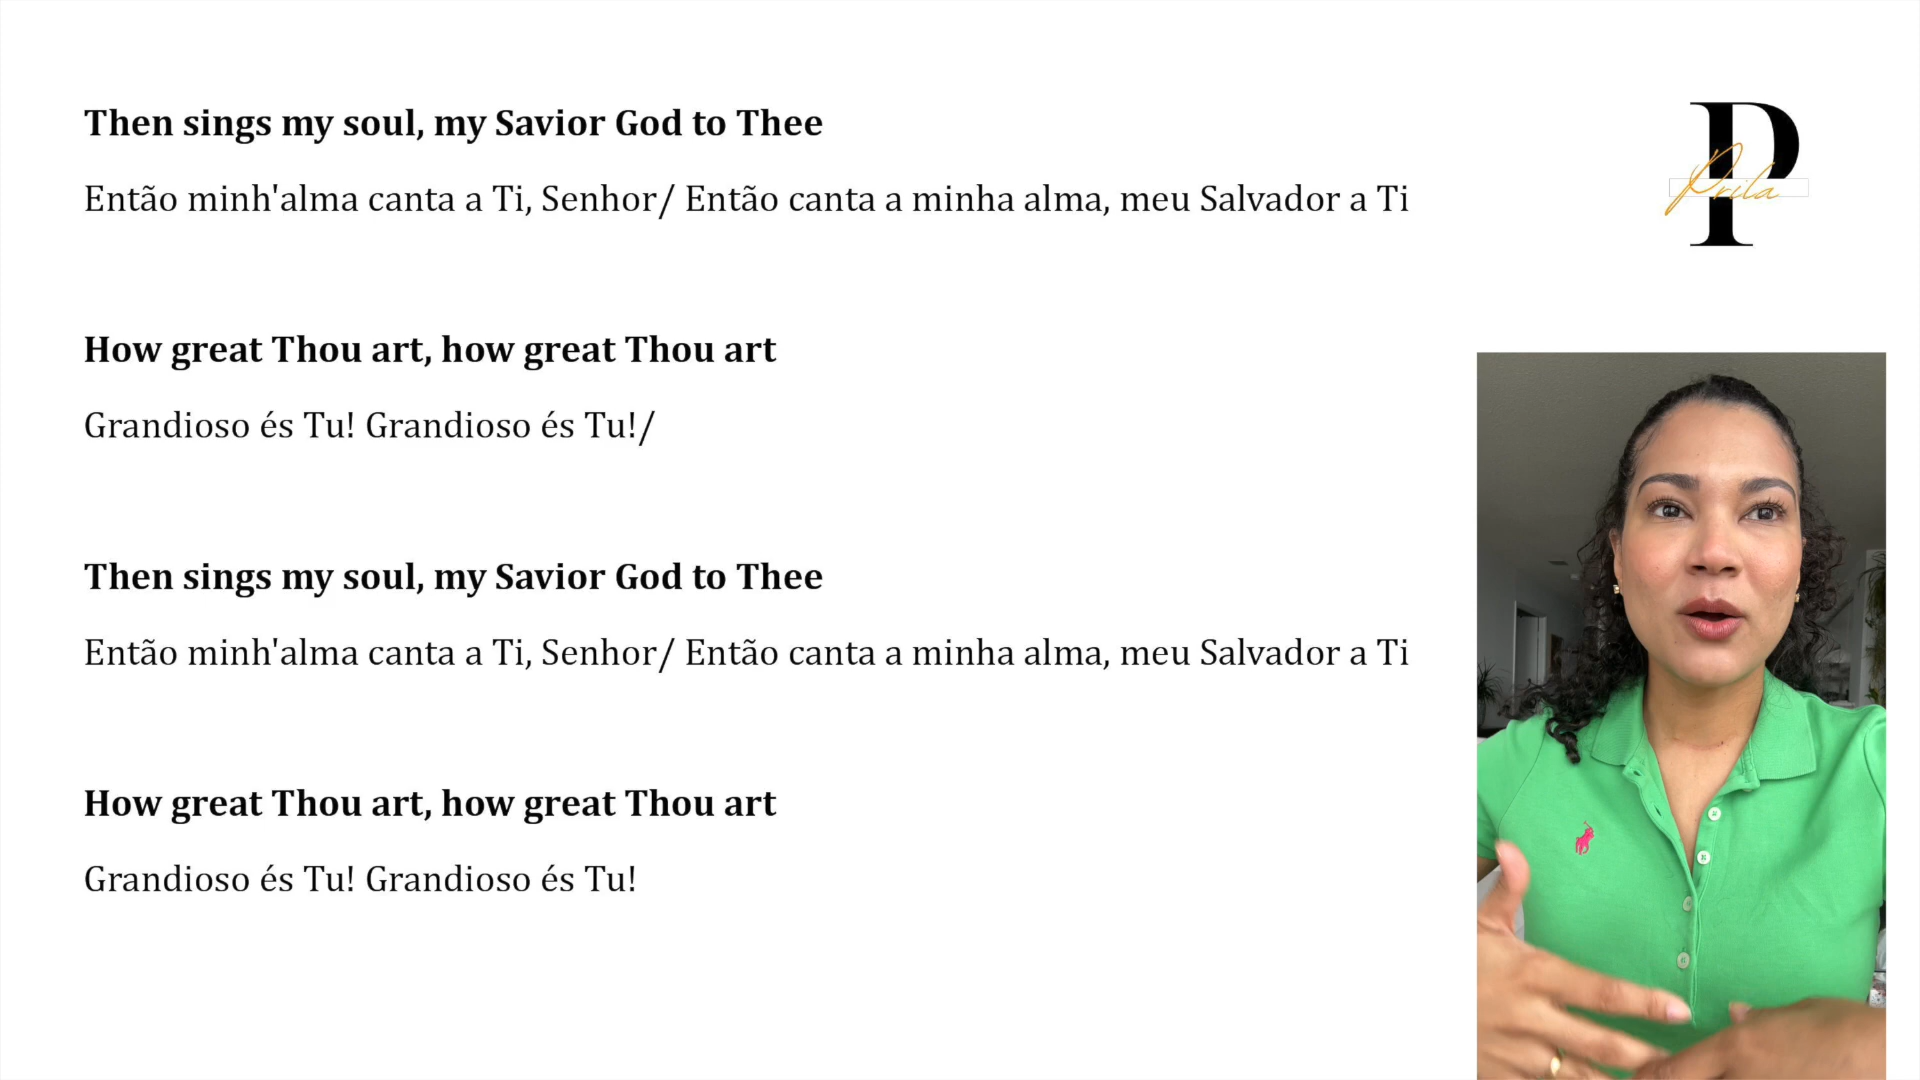 Then sings my soul, my Savior God to Thee
Então minh'alma canta a Ti, Senhor/ Então canta a minha alma, meu Salvador a Ti
How great Thou art, how great Thou art
Grandioso és Tu! Grandioso és Tu!/
Then sings my soul, my Savior God to Thee
Então minh'alma canta a Ti, Senhor/ Então canta a minha alma, meu Salvador a Ti
How great Thou art, how great Thou art
Grandioso és Tu! Grandioso és Tu!
P
Prila